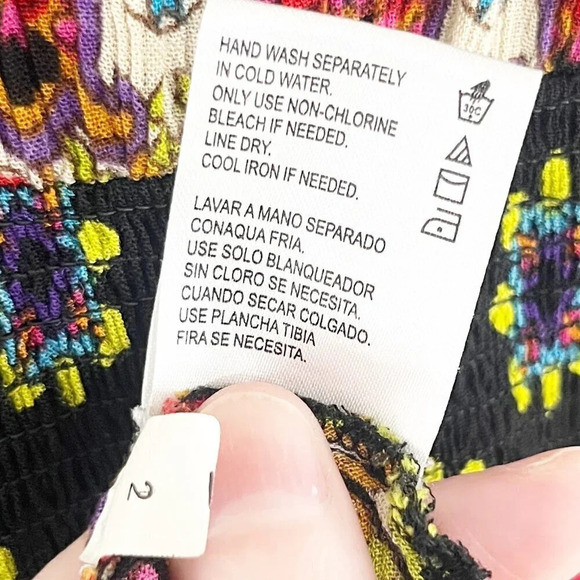 HAND WASH SEPARATELY
IN COLD WATER.
ONLY USE NON-CHLORINE
BLEACH IF NEEDED.
LINE DRY.
COOL IRON IF NEEDED.
30C
LAVAR A MANO SEPARADO
CONAQUA FRIA.
USE SOLO BLANQUEADOR
SIN CLORO SE NECESITA.
CUANDO SECAR COLGADO.
USE PLANCHA TIBIA
FIRA SE NECESITA.
2